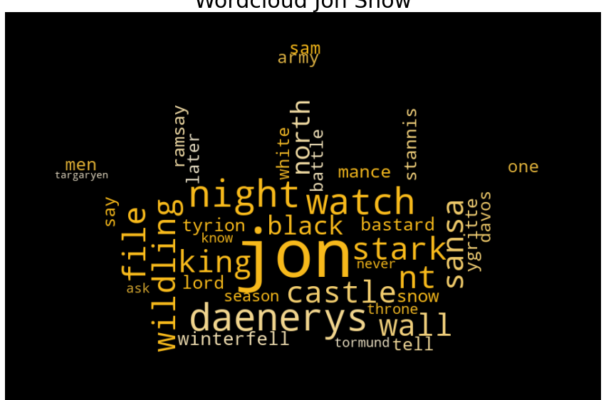 Wordcloud Jon Snow
sam
army
ramsay
later
white
north
battle
stannis
men
targaryen
mance
one
night
watch
say
file
wildling
tyrion
know
.black
bastard
sansa
ygritte
davos
king
jon
stark
never
nt
ask
lord
season
castle
snow
throne
daenerys
wall
winterfell
tormund
tell